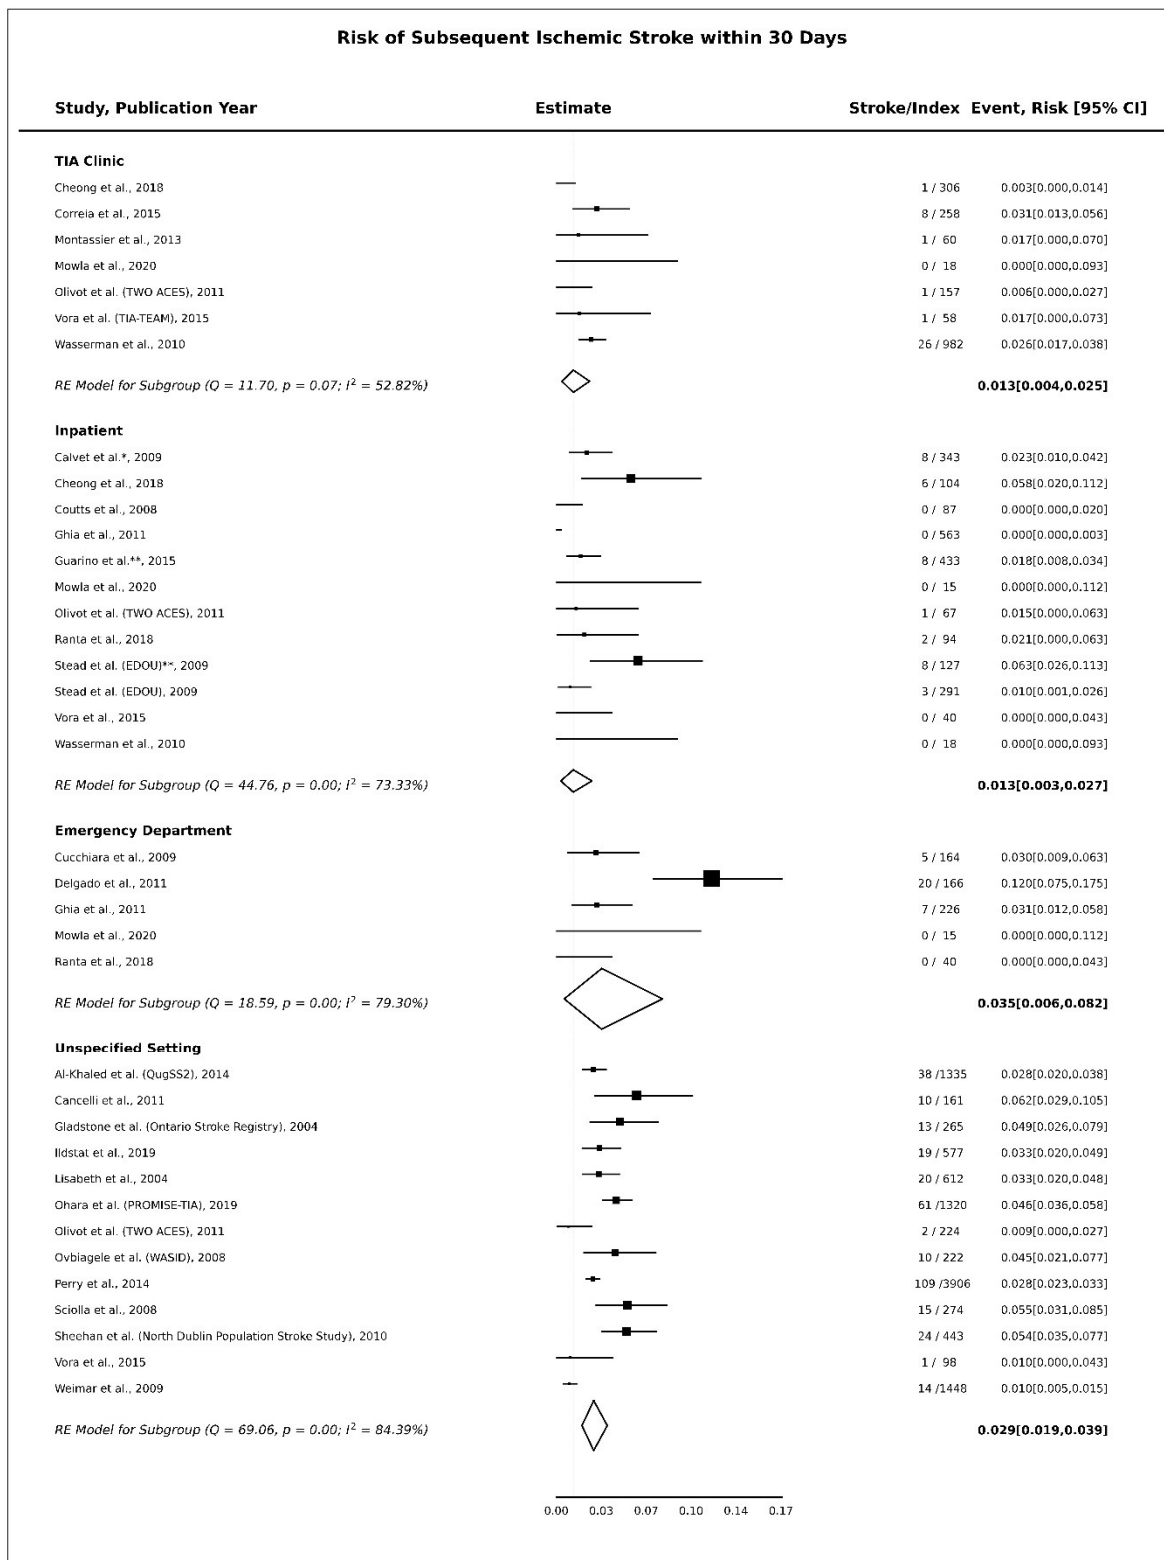 Risk of Subsequent Ischemic Stroke within 30 Days
Study, Publication Year Estimate Stroke/Index Event, Risk [95% CI]
TIA Clinic
Cheong et al., 2018 1 / 306 0.003[0.000,0.014]
Correia et al., 2015 8 / 258 0.031[0.013,0.056]
Montassier et al., 2013 1 / 60 0.017[0.000,0.070]
Mowla et al., 2020 0 / 18 0.000[0.000,0.093]
Olivot et al. (TWO ACES), 2011 1 / 157 0.006[0.000,0.027]
Vora et al. (TIA-TEAM), 2015 1 / 58 0.017[0.000,0.073]
Wasserman et al., 2010 26 / 982 0.026[0.017,0.038]
RE Model for Subgroup (Q = 11.70, p = 0.07; I² = 52.82%) 0.013[0.004,0.025]
Inpatient
Calvet et al.*, 2009 8 / 343 0.023[0.010,0.042]
Cheong et al., 2018 6 / 104 0.058[0.020,0.112]
Coutts et al., 2008 0 / 87 0.000[0.000,0.020]
Ghia et al., 2011 0 / 563 0.000[0.000,0.003]
Guarino et al.**, 2015 8 / 433 0.018[0.008,0.034]
Mowla et al., 2020 0 / 15 0.000[0.000,0.112]
Olivot et al. (TWO ACES), 2011 1 / 67 0.015[0.000,0.063]
Ranta et al., 2018 2 / 94 0.021[0.000,0.063]
Stead et al. (EDOU)**, 2009 8 / 127 0.063[0.026,0.113]
Stead et al. (EDOU), 2009 3 / 291 0.010[0.001,0.026]
Vora et al., 2015 0 / 40 0.000[0.000,0.043]
Wasserman et al., 2010 0 / 18 0.000[0.000,0.093]
RE Model for Subgroup (Q = 44.76, p = 0.00; I² = 73.33%) 0.013[0.003,0.027]
Emergency Department
Cucchiara et al., 2009 5 / 164 0.030[0.009,0.063]
Delgado et al., 2011 20 / 166 0.120[0.075,0.175]
Ghia et al., 2011 7 / 226 0.031[0.012,0.058]
Mowla et al., 2020 0 / 15 0.000[0.000,0.112]
Ranta et al., 2018 0 / 40 0.000[0.000,0.043]
RE Model for Subgroup (Q = 18.59, p = 0.00; I² = 79.30%) 0.035[0.006,0.082]
Unspecified Setting
Al-Khaled et al. (QugSS2), 2014 38 /1335 0.028[0.020,0.038]
Cancelli et al., 2011 10 / 161 0.062[0.029,0.105]
Gladstone et al. (Ontario Stroke Registry), 2004 13 / 265 0.049[0.026,0.079]
Ildstat et al., 2019 19 / 577 0.033[0.020,0.049]
Lisabeth et al., 2004 20 / 612 0.033[0.020,0.048]
Ohara et al. (PROMISE-TIA), 2019 61 /1320 0.046[0.036,0.058]
Olivot et al. (TWO ACES), 2011 2 / 224 0.009[0.000,0.027]
Ovbiagele et al. (WASID), 2008 10 / 222 0.045[0.021,0.077]
Perry et al., 2014 109 /3906 0.028[0.023,0.033]
Sciolla et al., 2008 15 / 274 0.055[0.031,0.085]
Sheehan et al. (North Dublin Population Stroke Study), 2010 24 / 443 0.054[0.035,0.077]
Vora et al., 2015 1 / 98 0.010[0.000,0.043]
Weimar et al., 2009 14 /1448 0.010[0.005,0.015]
RE Model for Subgroup (Q = 69.06, p = 0.00; I² = 84.39%) 0.029[0.019,0.039]
0.00 0.03 0.07 0.10 0.14 0.17